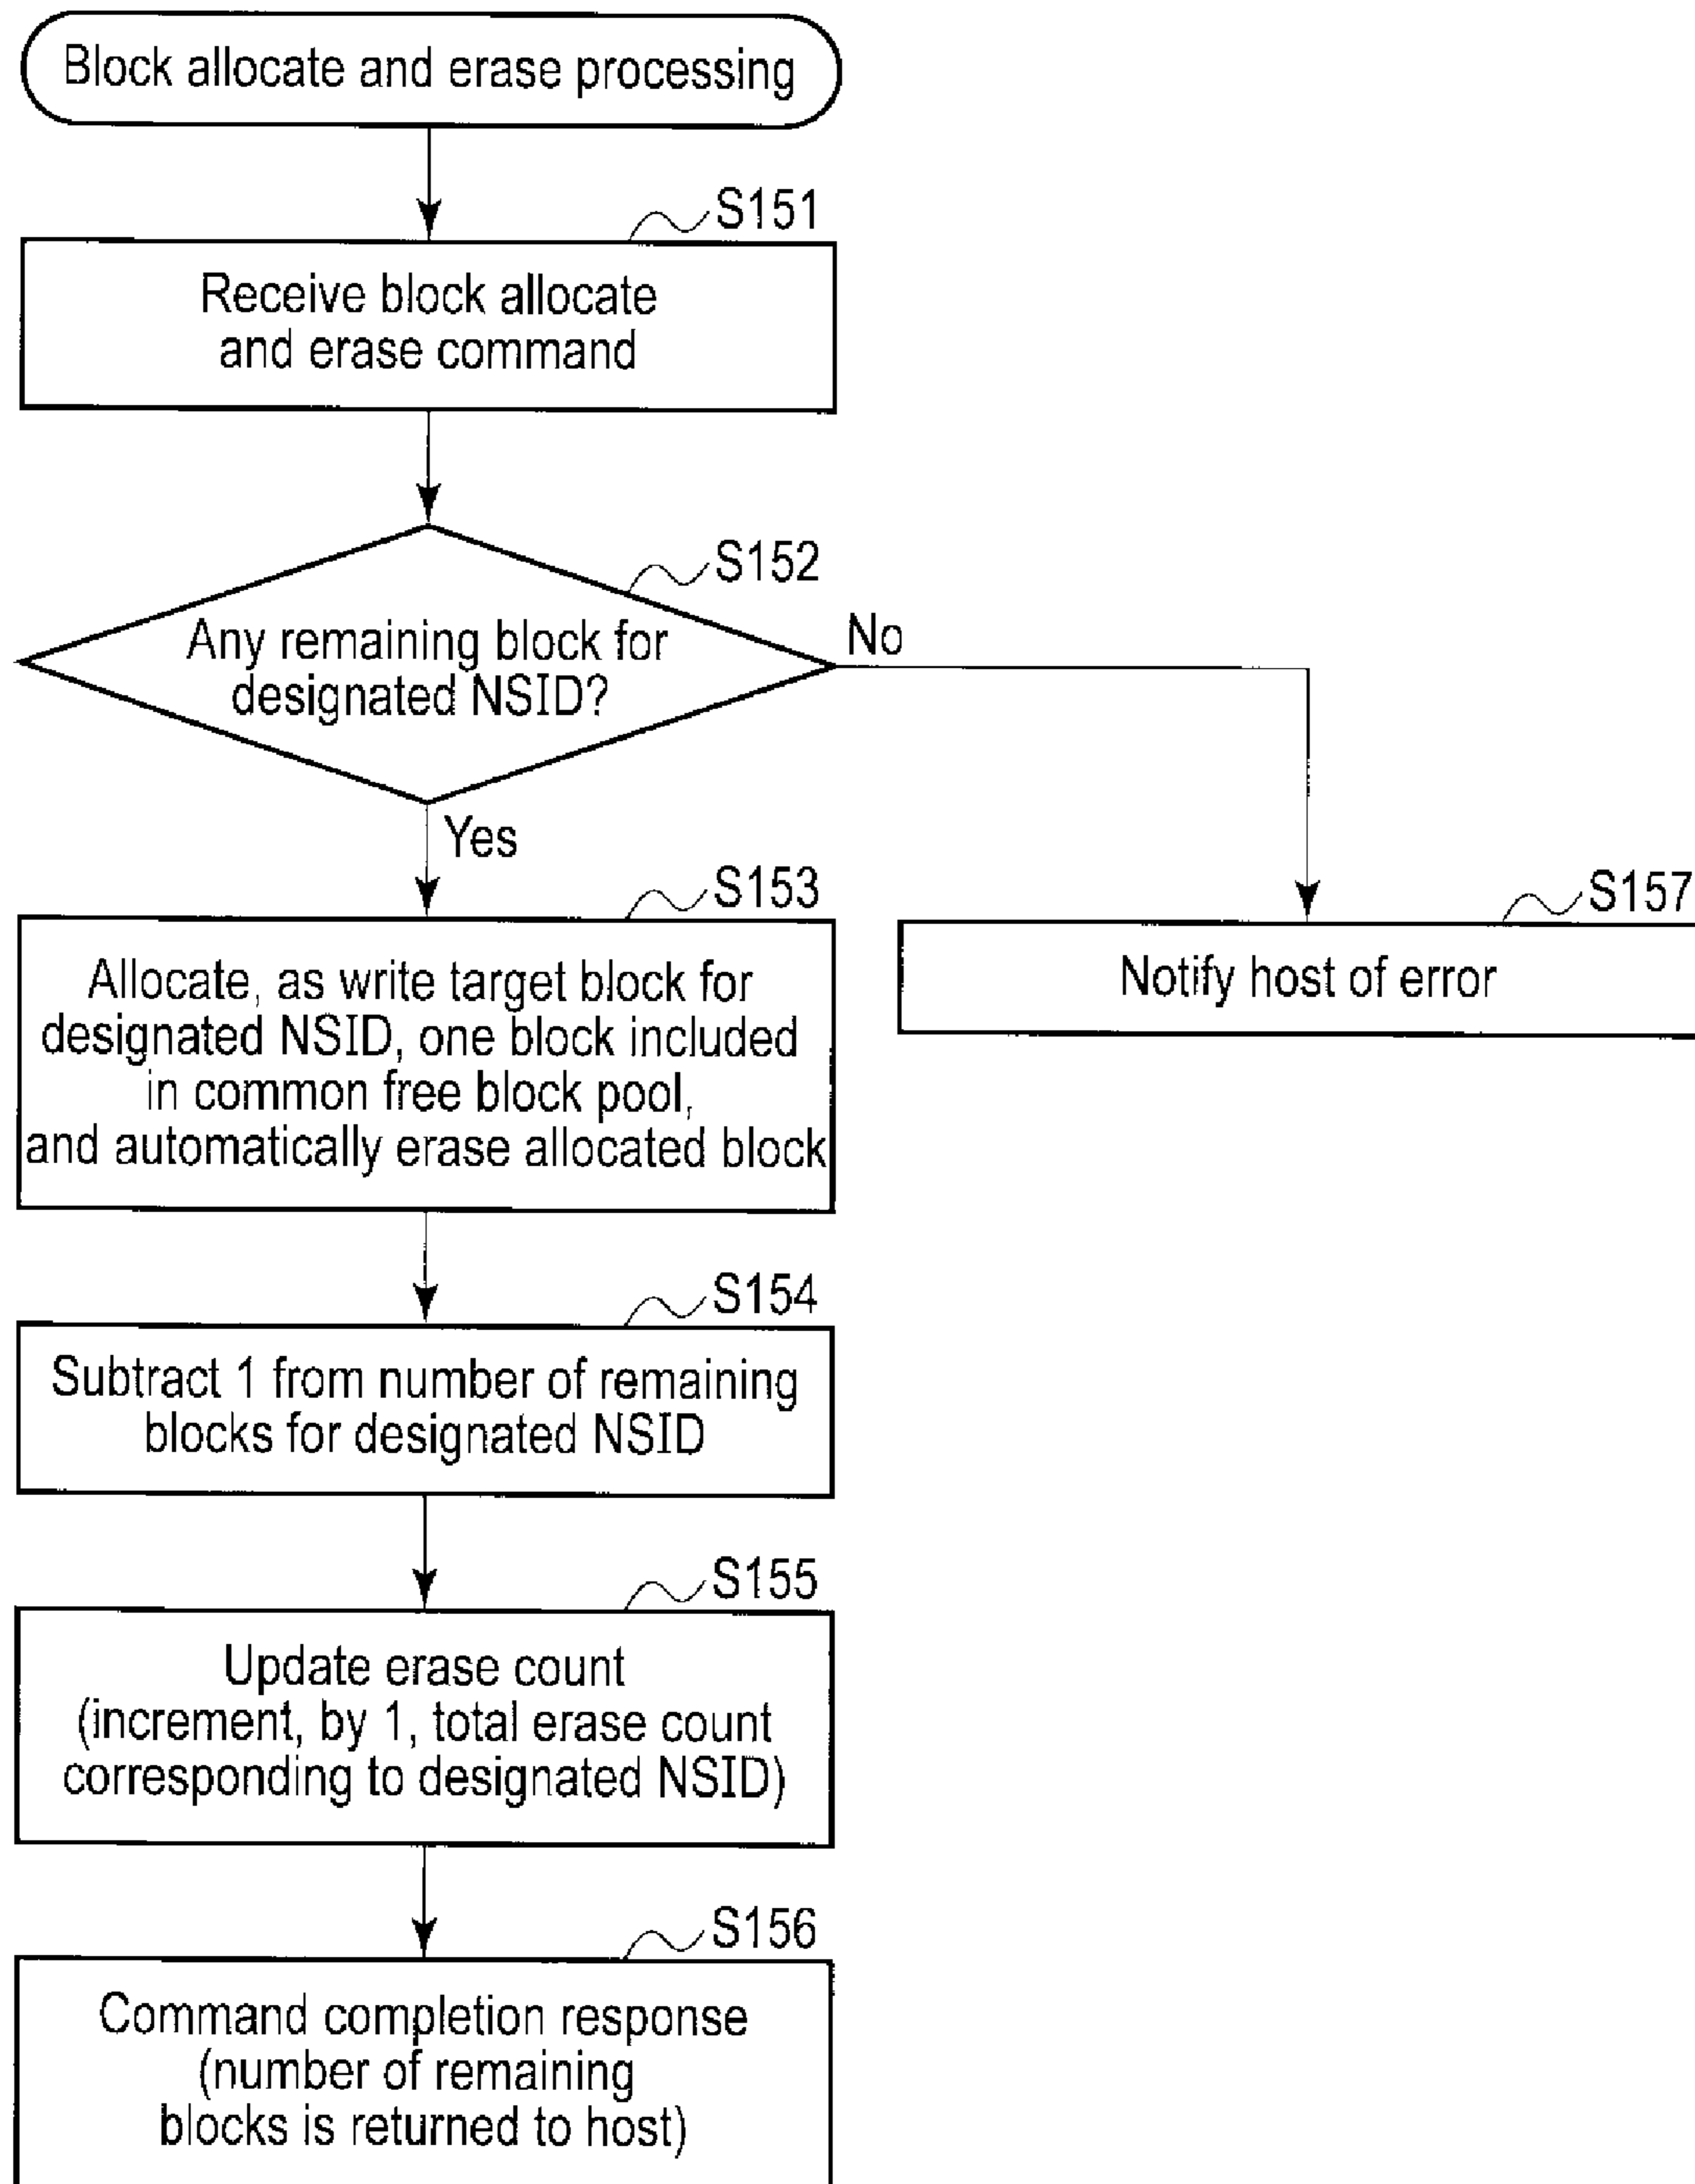 Block allocate and erase processing
S151
Receive block allocate
and erase command
S152
Any remaining block for
designated NSID?
No
Yes
S153
Allocate, as write target block for
designated NSID, one block included
in common free block pool,
and automatically erase allocated block
S157
Notify host of error
S154
Subtract 1 from number of remaining
blocks for designated NSID
S155
Update erase count
(increment, by 1, total erase count
corresponding to designated NSID)
S156
Command completion response
(number of remaining
blocks is returned to host)